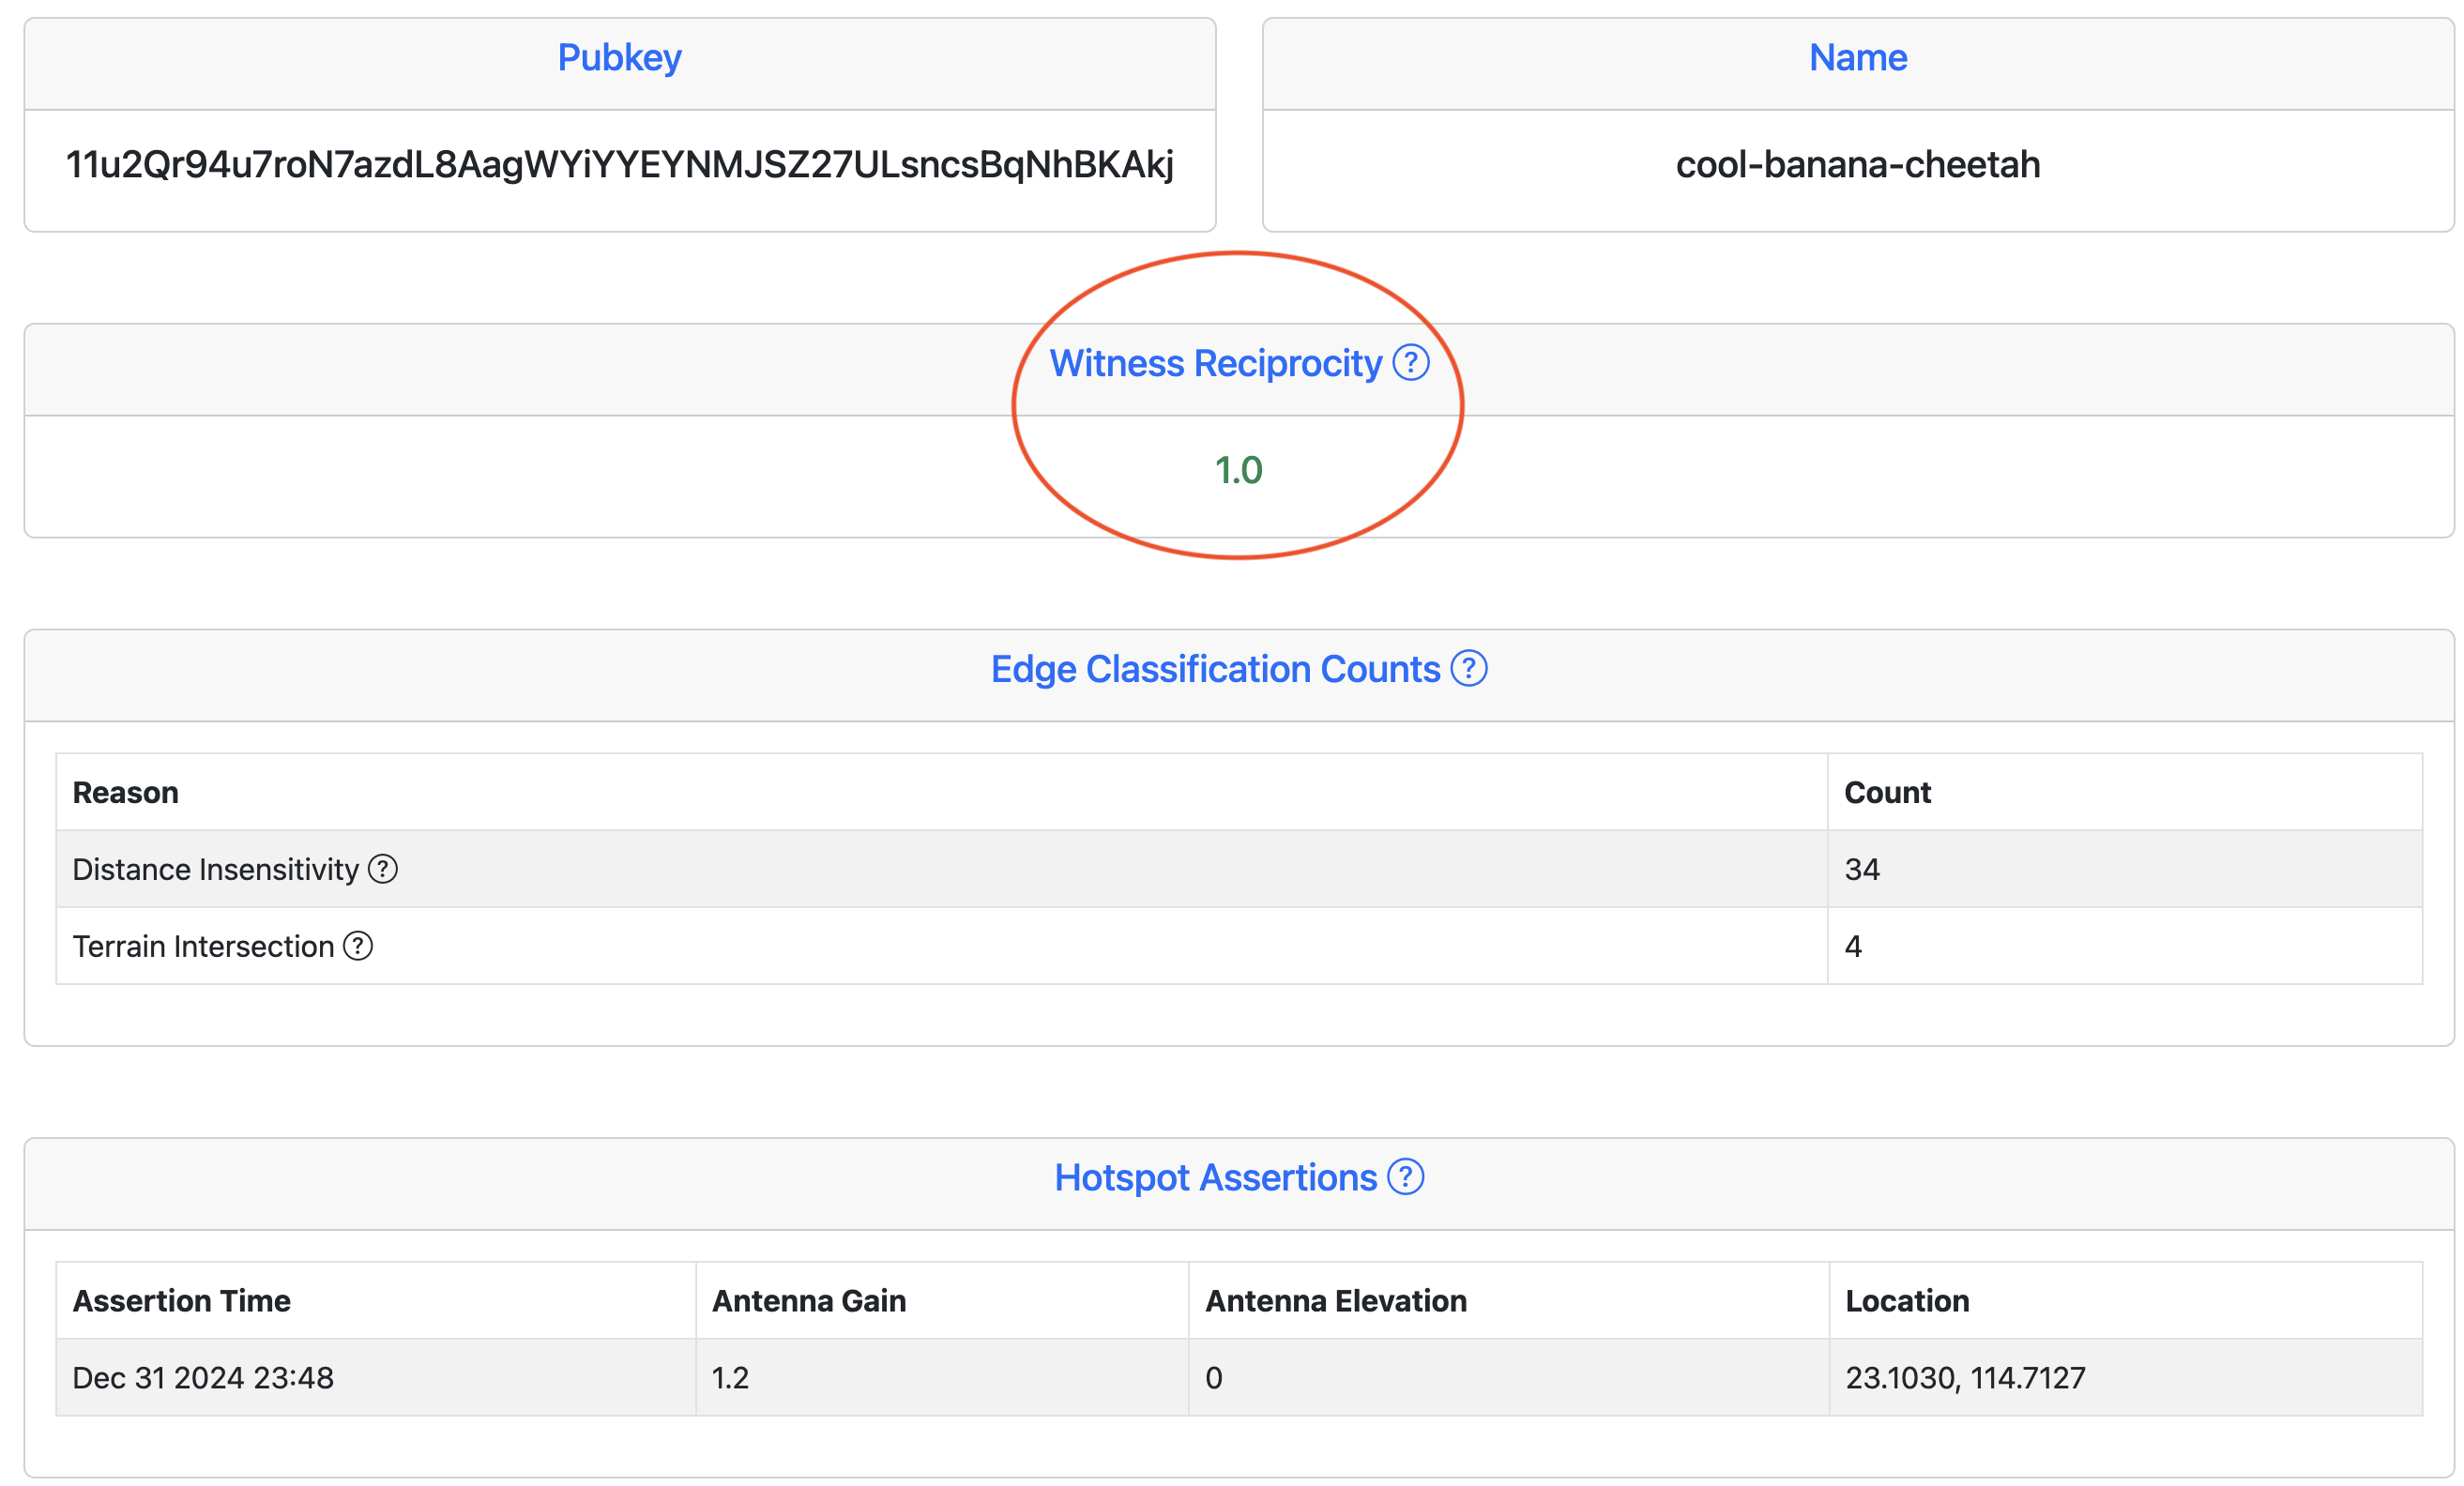 Pubkey
11u2Qr94u7roN7azdL8AagWYiYYEYNMJSZ27ULsncsBqNhBKAkj
Name
cool-banana-cheetah
Witness Reciprocity ?
1.0
Edge Classification Counts ?
Reason Count
Distance Insensitivity ? 34
Terrain Intersection ? 4
Hotspot Assertions ?
Assertion Time Antenna Gain Antenna Elevation Location
Dec 31 2024 23:48 1.2 0 23.1030, 114.7127